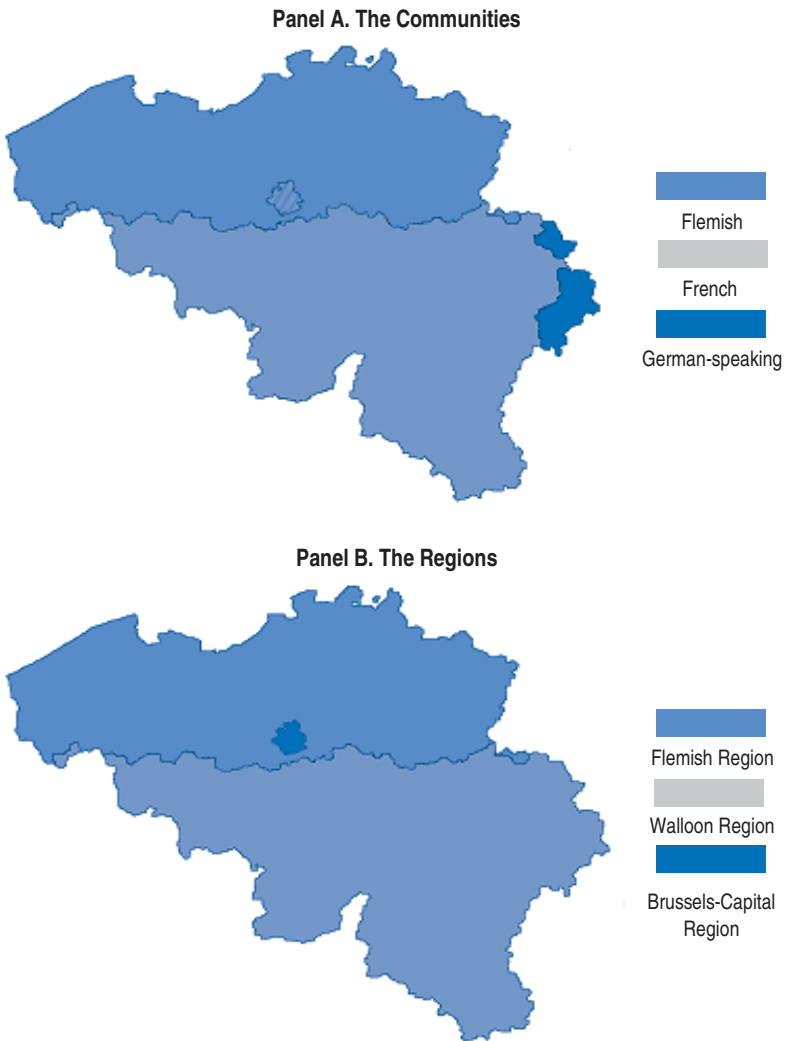 Panel A. The Communities
Flemish
French
German-speaking
Panel B. The Regions
Flemish Region
Walloon Region
Brussels-Capital
Region